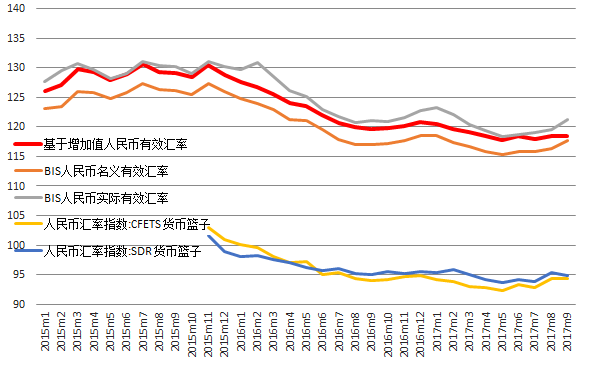 140
135
130
125
120
115
110
105
100
95
90
基于增加值人民币有效汇率
BIS人民币名义有效汇率
BIS人民币实际有效汇率
人民币汇率指数:CFETS货币篮子
人民币汇率指数:SDR货币篮子
2015m1
2015m2
2015m3
2015m4
2015m5
2015m6
2015m7
2015m8
2015m9
2015m10
2015m11
2015m12
2016m1
2016m2
2016m3
2016m4
2016m5
2016m6
2016m7
2016m8
2016m9
2016m10
2016m11
2016m12
2017m1
2017m2
2017m3
2017m4
2017m5
2017m6
2017m7
2017m8
2017m9